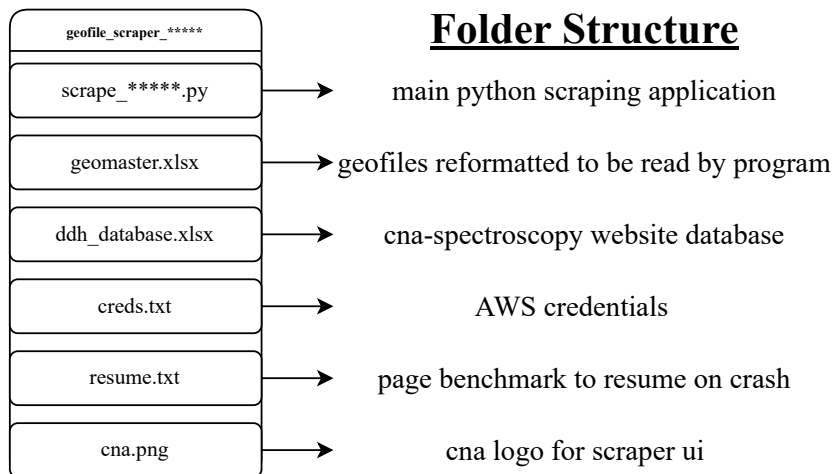 geofile_scraper_*****
Folder Structure
scrape_*****.py
main python scraping application
geomaster.xlsx
geofiles reformatted to be read by program
ddh_database.xlsx
cna-spectroscopy website database
creds.txt
AWS credentials
resume.txt
page benchmark to resume on crash
cna.png
cna logo for scraper ui